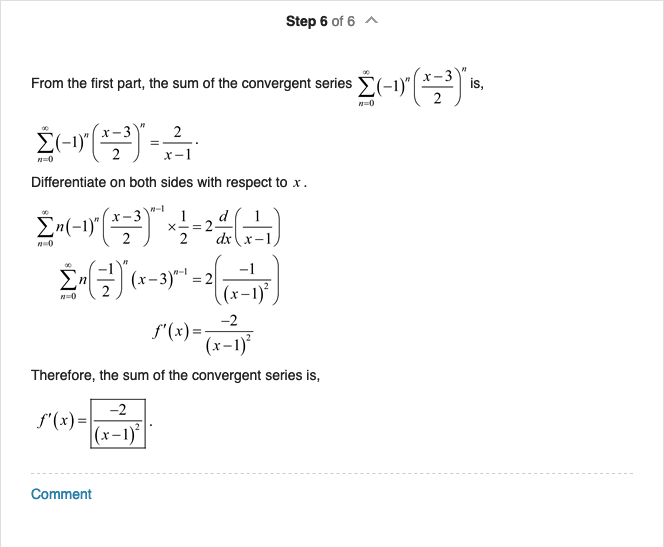 Step 6 of 6
From the first part, the sum of the convergent series $\sum_{n=0}^{\infty}(-1)^n\left(\frac{x-3}{2}\right)^n$ is,
$\sum_{n=0}^{\infty}(-1)^n\left(\frac{x-3}{2}\right)^n=\frac{2}{x-1}.$
Differentiate on both sides with respect to $x$.
$\sum_{n=0}^{\infty}n(-1)^n\left(\frac{x-3}{2}\right)^{n-1}\times\frac{1}{2}=2\frac{d}{dx}\left(\frac{1}{x-1}\right)$
$\sum_{n=0}^{\infty}n\left(\frac{-1}{2}\right)^n(x-3)^{n-1}=2\left(\frac{-1}{(x-1)^2}\right)$
$f'(x)=\frac{-2}{(x-1)^2}$
Therefore, the sum of the convergent series is,
$f'(x)=\boxed{\frac{-2}{(x-1)^2}}.$
Comment